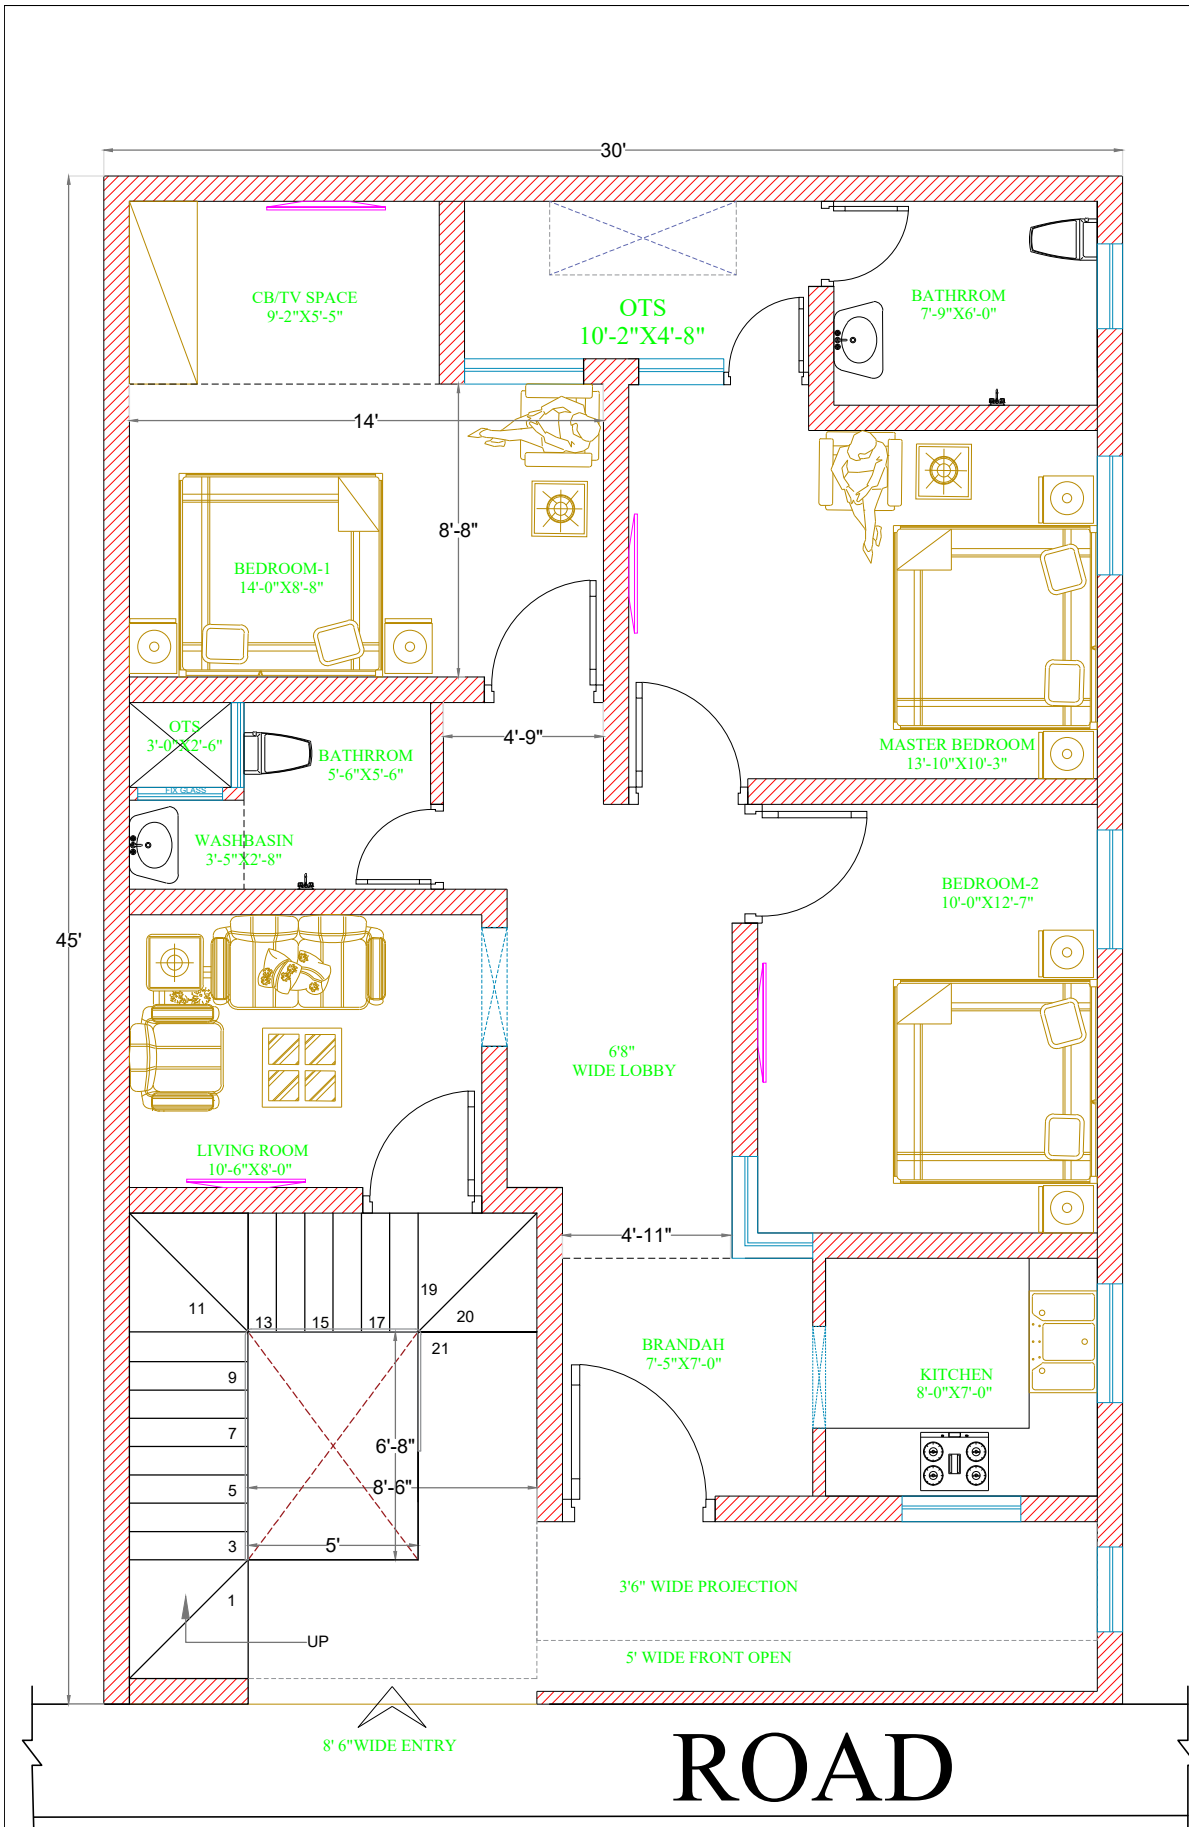 30'
CB/TV SPACE
9'-2"X5'-5"
OTS
10'-2"X4'-8"
BATHRROM
7'-9"X6'-0"
14'
8'-8"
BEDROOM-1
14'-0"X8'-8"
OTS
3'-0"X2'-6"
FIX GLASS
BATHRROM
5'-6"X5'-6"
4'-9"
MASTER BEDROOM
13'-10"X10'-3"
WASHBASIN
3'-5"X2'-8"
BEDROOM-2
10'-0"X12'-7"
45'
6'8"
WIDE LOBBY
LIVING ROOM
10'-6"X8'-0"
4'-11"
19
11
13
15
17
20
21
BRANDAH
7'-5"X7'-0"
KITCHEN
8'-0"X7'-0"
9
7
6'-8"
5
8'-6"
3
5'
1
UP
3'6" WIDE PROJECTION
5' WIDE FRONT OPEN
8' 6"WIDE ENTRY
ROAD